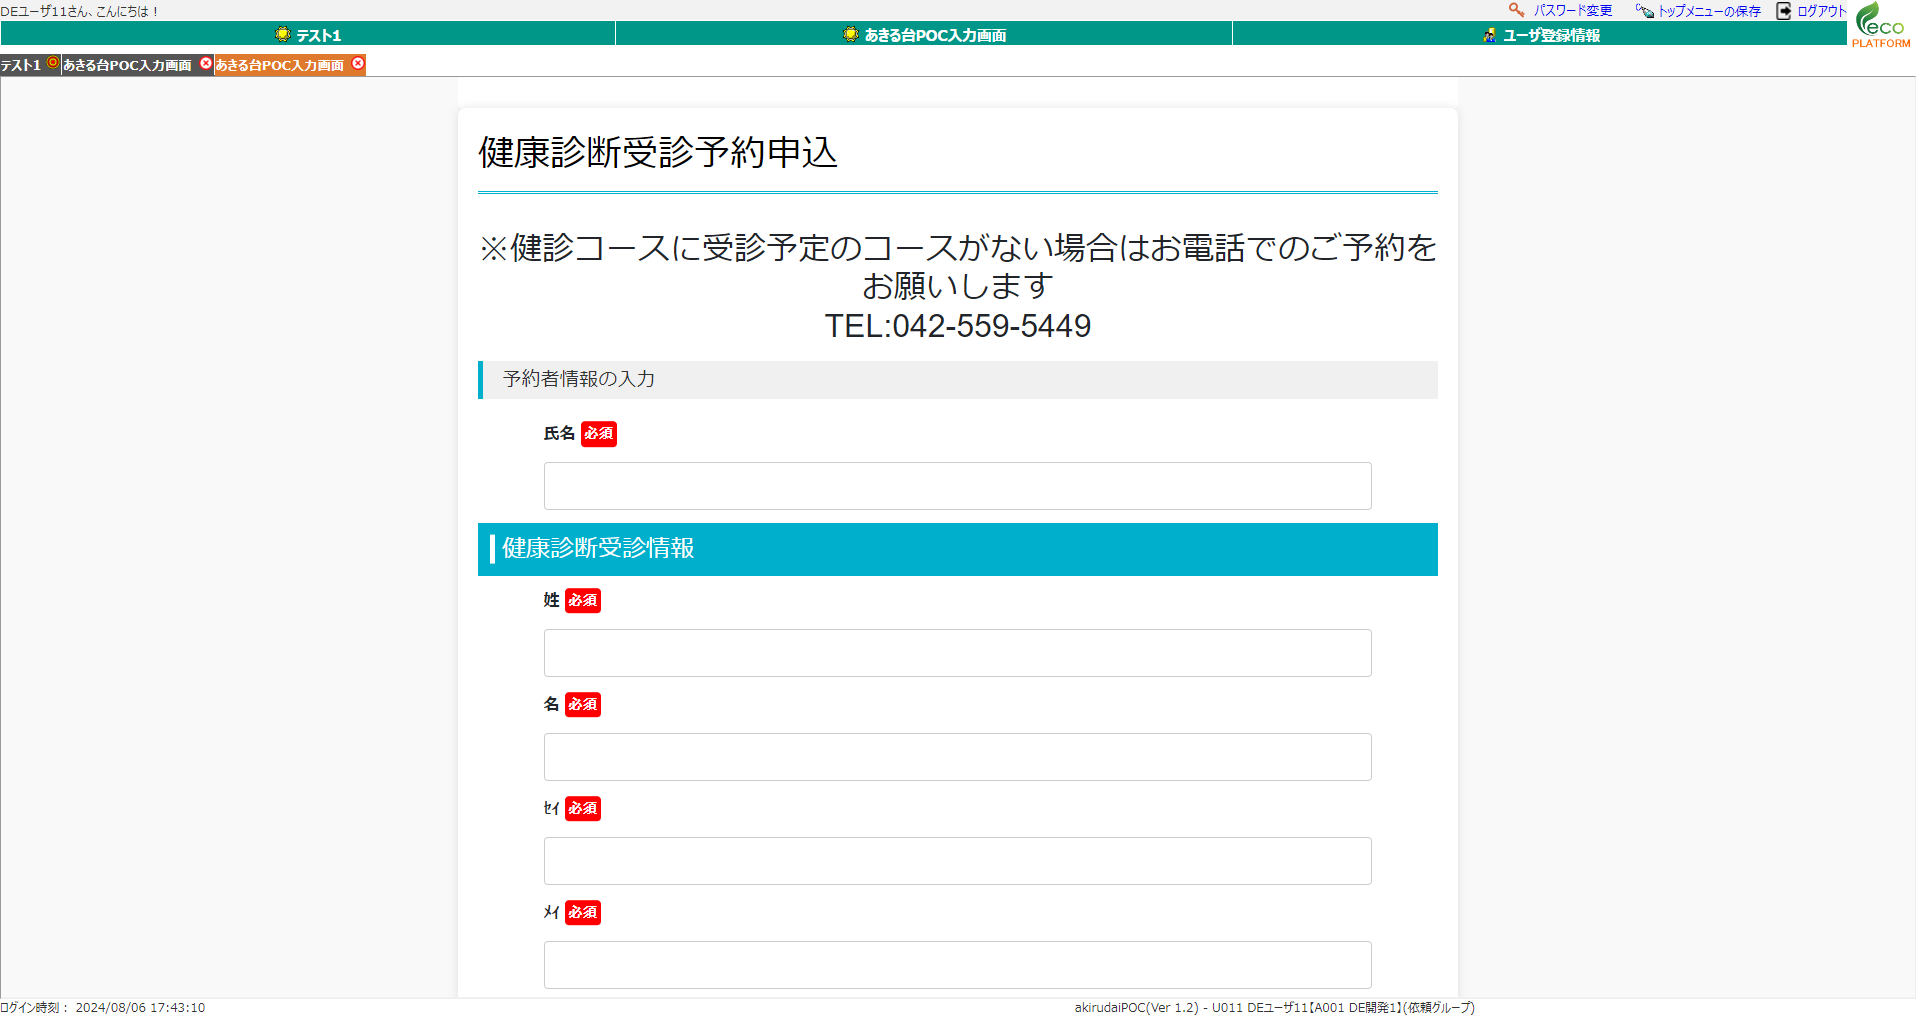 DEユーザ11さん、こんにちは！
パスワード変更 トップメニューの保存 ログアウト
eco
PLATFORM
テスト1 あきる台POC入力画面 ユーザ登録情報
テスト1 あきる台POC入力画面 あきる台POC入力画面
健康診断受診予約申込
※健診コースに受診予定のコースがない場合はお電話でのご予約を
お願いします
TEL:042-559-5449
予約者情報の入力
氏名 必須
健康診断受診情報
姓 必須
名 必須
ｾｲ 必須
ﾒｲ 必須
ログイン時刻： 2024/08/06 17:43:10
akirudaiPOC(Ver 1.2) - U011 DEユーザ11【A001 DE開発1】(依頼グループ)